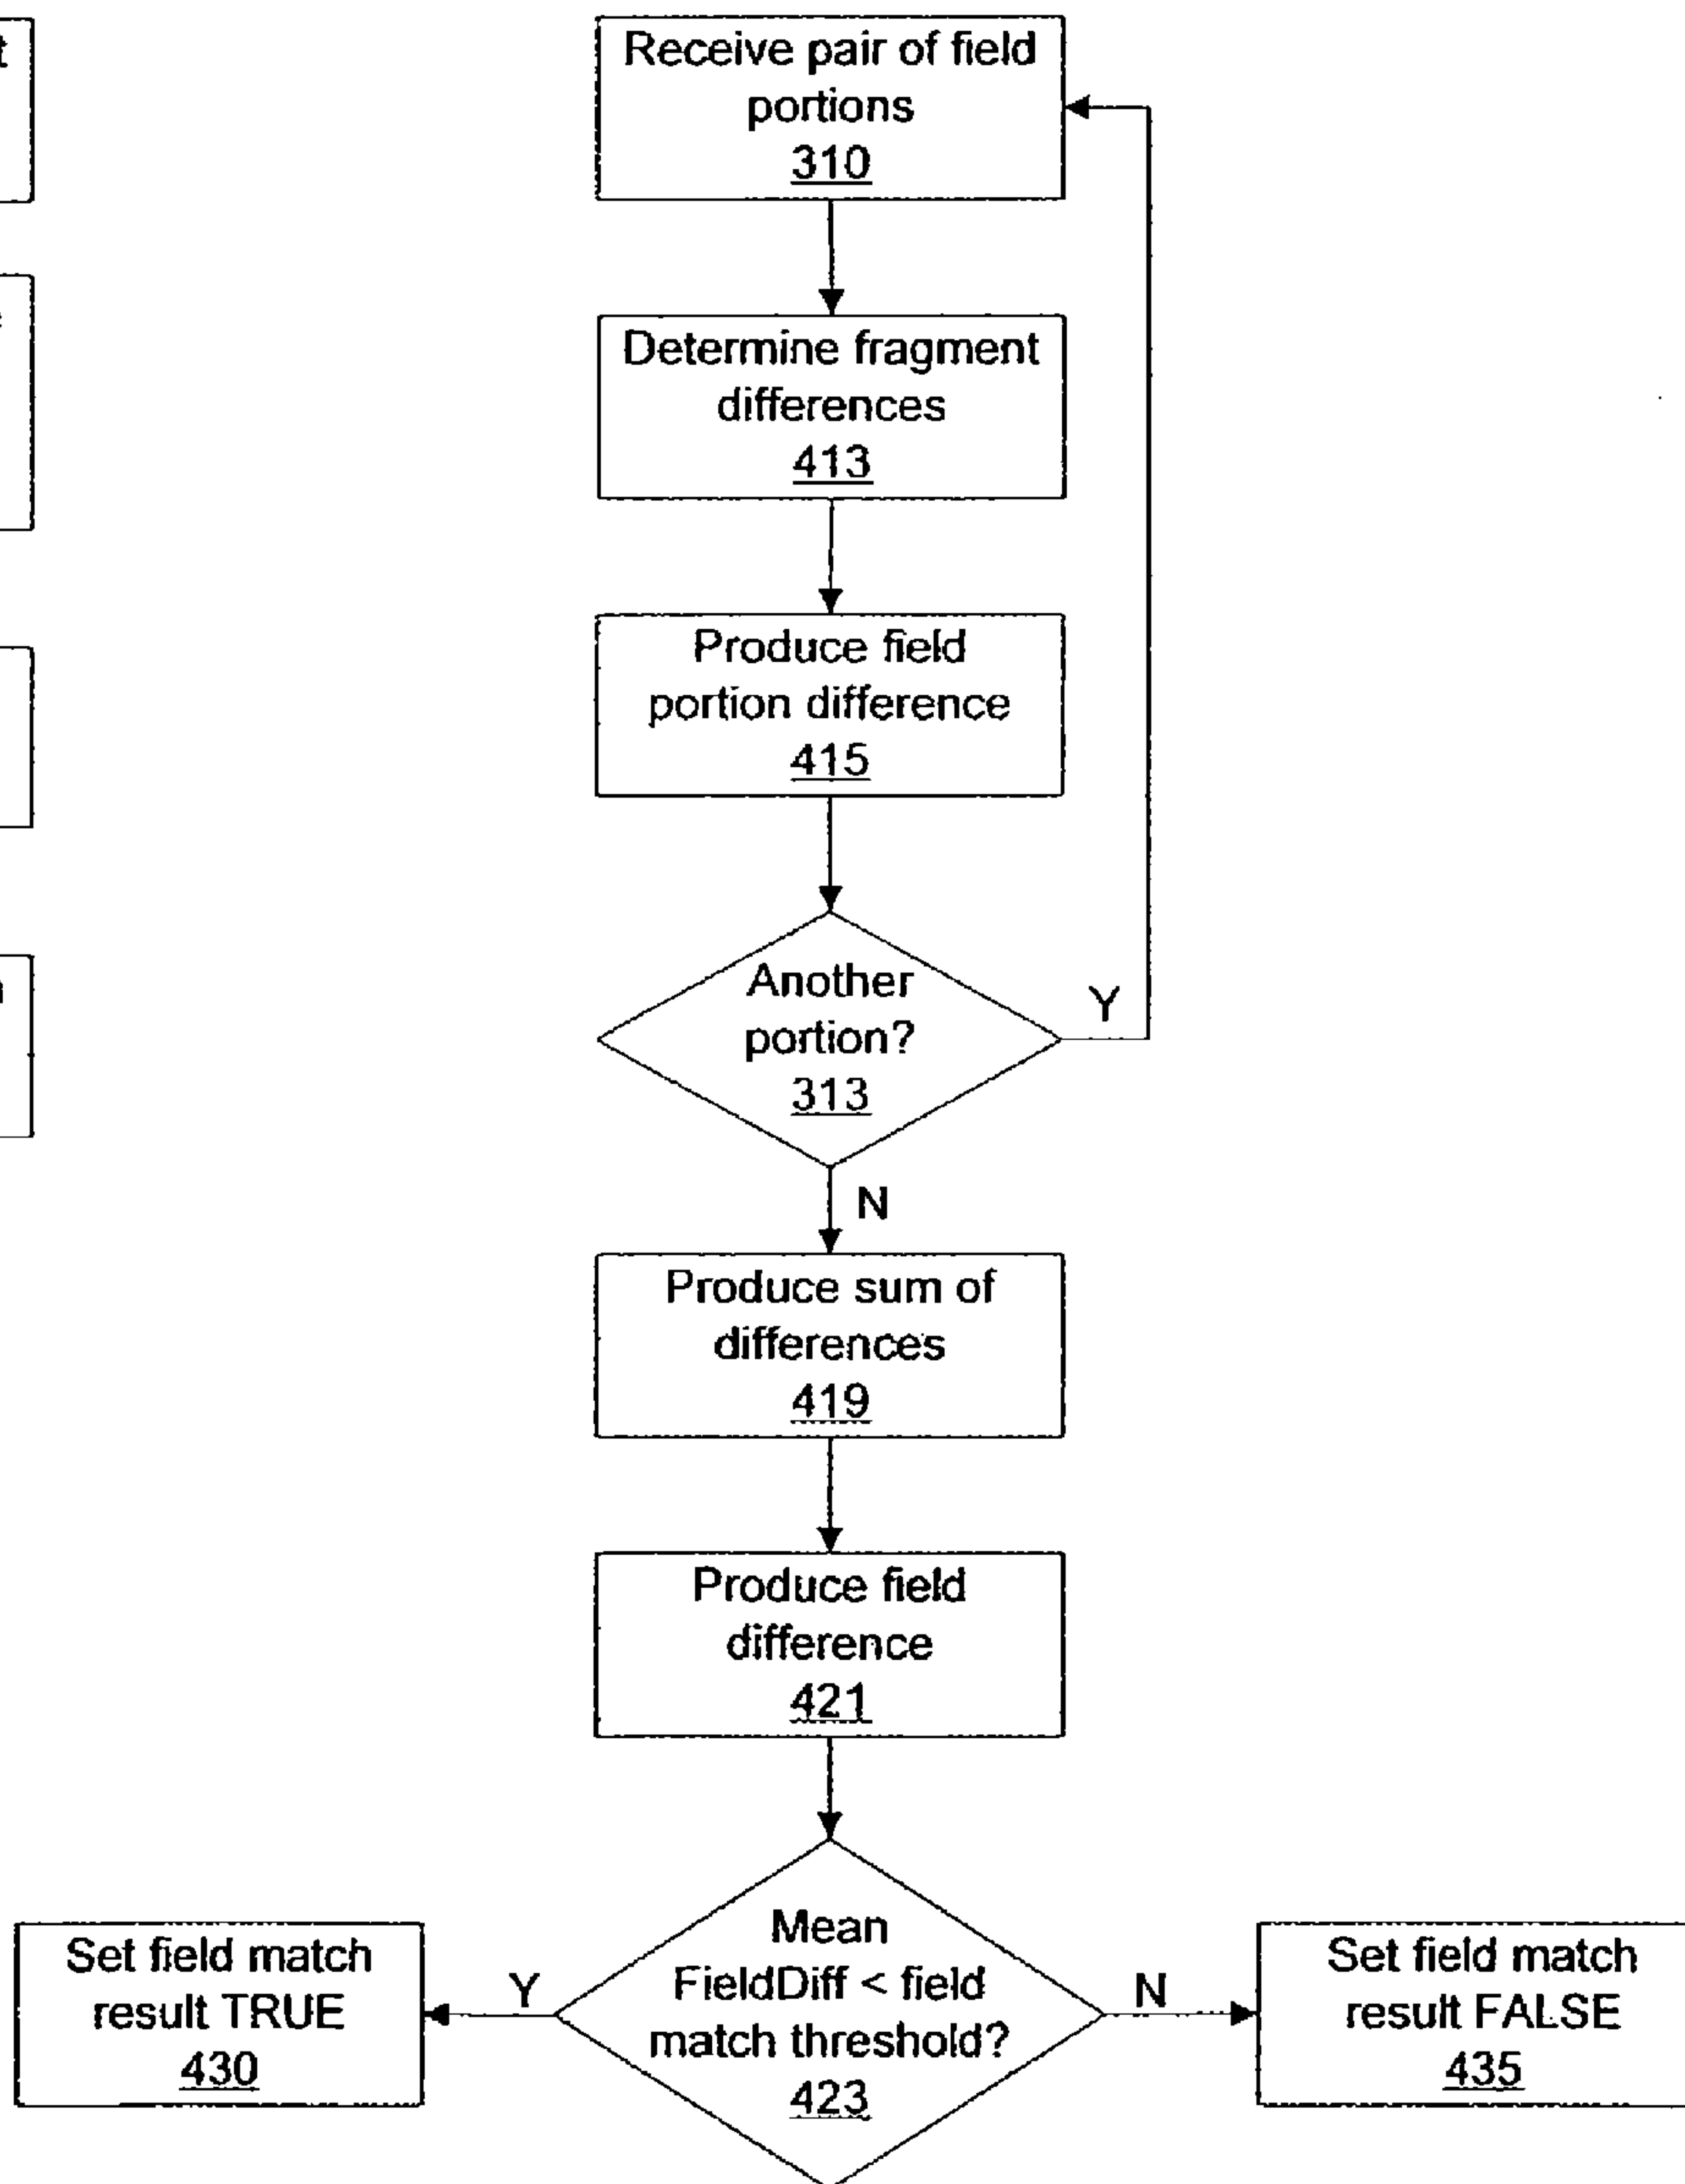 Receive pair of field
portions
310
Determine fragment
differences
413
Produce field
portion difference
415
Another
portion?
313
Y
N
Produce sum of
differences
419
Produce field
difference
421
Mean
FieldDiff < field
match threshold?
423
Y
N
Set field match
result TRUE
430
Set field match
result FALSE
435